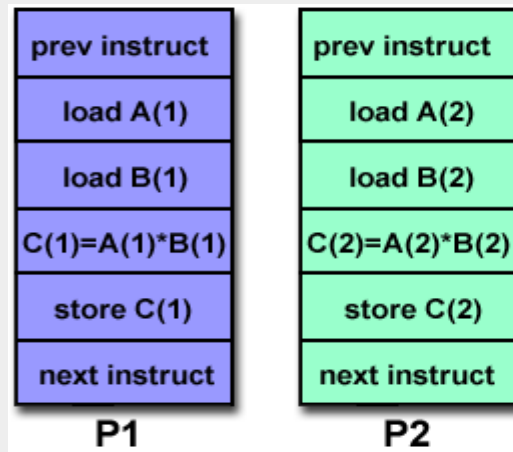 prev instruct
load A(1)
load B(1)
C(1)=A(1)*B(1)
store C(1)
next instruct
P1
prev instruct
load A(2)
load B(2)
C(2)=A(2)*B(2)
store C(2)
next instruct
P2